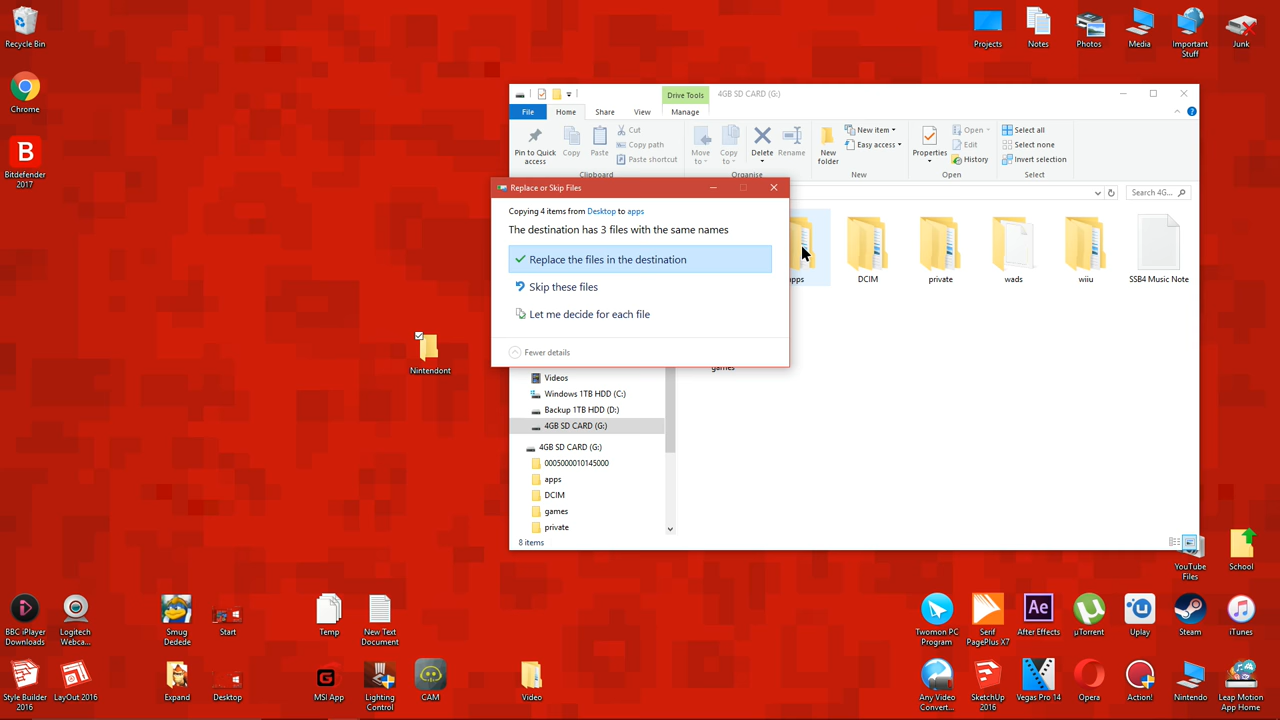 Recycle Bin
Chrome
Bitdefender
2017
Projects
Notes
Photos
Media
Important
Stuff
Junk
Drive Tools
4GB SD CARD (G:)
File
Home
Share
View
Manage
Pin to Quick
access
Copy
Paste
Cut
Copy path
Paste shortcut
Clipboard
Move
to
Copy
to
Delete
Rename
Organise
New
folder
New item
Easy access
New
Properties
Open
Edit
History
Open
Select all
Select none
Invert selection
Select
Search 4G...
Replace or Skip Files
Copying 4 items from Desktop to apps
The destination has 3 files with the same names
Replace the files in the destination
Skip these files
Let me decide for each file
Fewer details
apps
DCIM
private
wads
wiiu
SSB4 Music Note
games
Nintendont
Videos
Windows 1TB HDD (C:)
Backup 1TB HDD (D:)
4GB SD CARD (G:)
4GB SD CARD (G:)
0005000010145000
apps
DCIM
games
private
8 items
YouTube
Files
School
BBC iPlayer
Downloads
Logitech
Webca...
Smug
Dedede
Start
Temp
New Text
Document
Twomon PC
Program
Serif
PagePlus X7
After Effects
µTorrent
Uplay
Steam
iTunes
Style Builder
2016
LayOut 2016
Expand
Desktop
MSI App
Lighting
Control
CAM
Video
Any Video
Convert...
SketchUp
2016
Vegas Pro 14
Opera
Action!
Nintendo
Leap Motion
App Home